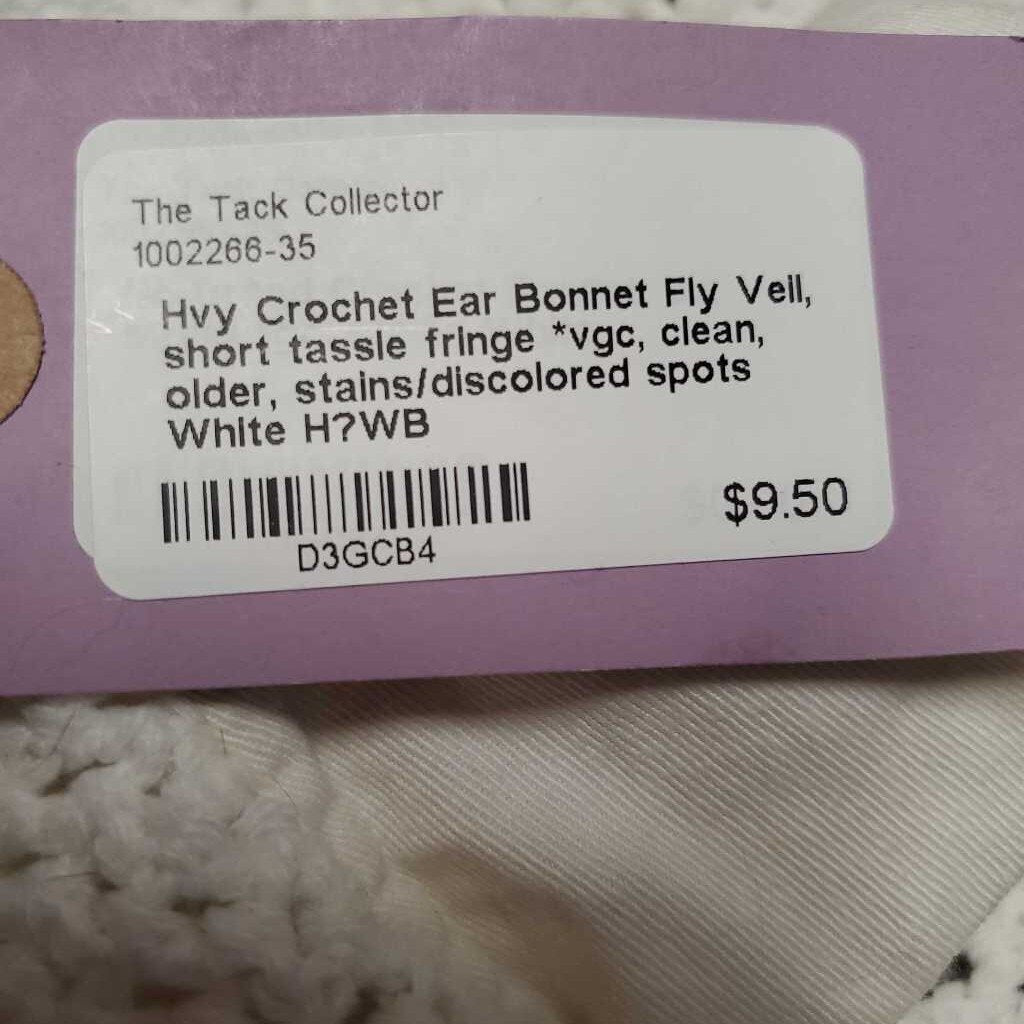 The Tack Collector
1002266-35
Hvy Crochet Ear Bonnet Fly Veil,
short tassle fringe *vgc, clean,
older, stains/discolored spots
White H?WB
D3GCB4
$9.50